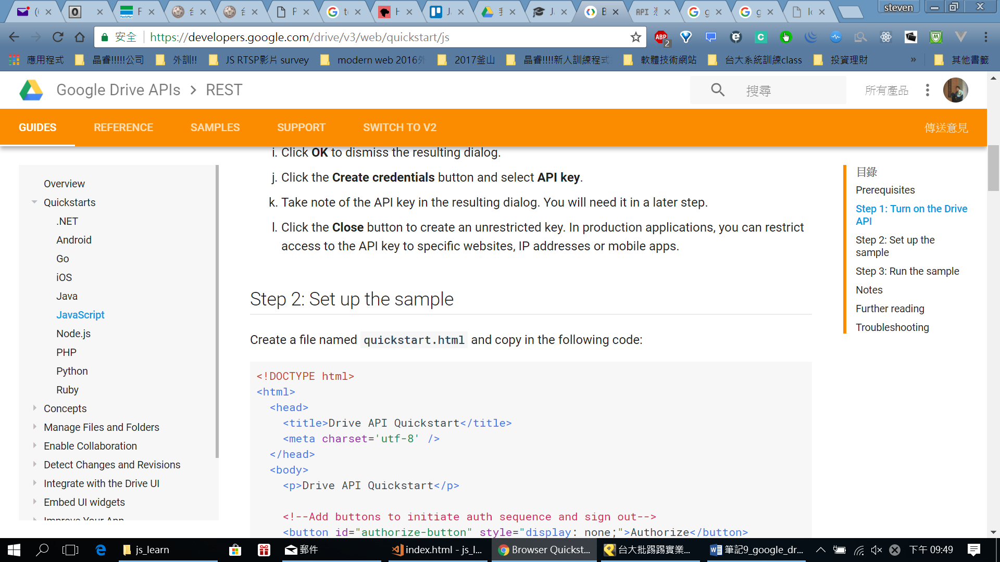 steven
安全
https://developers.google.com/drive/v3/web/quickstart/js
ABP
2
應用程式
晶睿!!!!!公司
外訓!!
JS RTSP影片 survey
modern web 2016
2017釜山
晶睿!!!!新人訓練程式
軟體技術網站
台大系統訓練class
投資理財
»
其他書籤
Google Drive APIs > REST
搜尋
所有產品
GUIDES
REFERENCE
SAMPLES
SUPPORT
SWITCH TO V2
傳送意見
Overview
Quickstarts
.NET
Android
Go
iOS
Java
JavaScript
Node.js
PHP
Python
Ruby
Concepts
Manage Files and Folders
Enable Collaboration
Detect Changes and Revisions
Integrate with the Drive UI
Embed UI widgets
Improve Your App
i. Click OK to dismiss the resulting dialog.
j. Click the Create credentials button and select API key.
k. Take note of the API key in the resulting dialog. You will need it in a later step.
l. Click the Close button to create an unrestricted key. In production applications, you can restrict
access to the API key to specific websites, IP addresses or mobile apps.
Step 2: Set up the sample
Create a file named quickstart.html and copy in the following code:
<!DOCTYPE html>
<html>
<head>
<title>Drive API Quickstart</title>
<meta charset='utf-8' />
</head>
<body>
<p>Drive API Quickstart</p>
<!--Add buttons to initiate auth sequence and sign out-->
<button id="authorize-button" style="display: none;">Authorize</button>
目錄
Prerequisites
Step 1: Turn on the Drive
API
Step 2: Set up the
sample
Step 3: Run the sample
Notes
Further reading
Troubleshooting
js_learn
郵件
index.html - js_l...
Browser Quickst...
台大批踢踢實業...
筆記9_google_dr...
下午 09:49